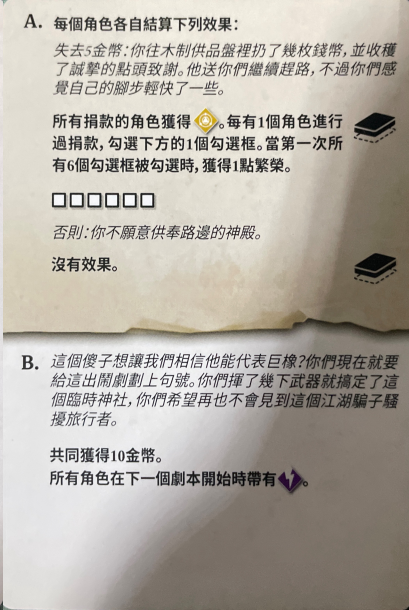 A. 每個角色各自結算下列效果：
失去5金幣：你往木制供品盤裡扔了幾枚錢幣，並收穫
了誠摯的點頭致謝。他送你們繼續趕路，不過你們感
覺自己的腳步輕快了一些。
所有捐款的角色獲得。每有1個角色進行
過捐款，勾選下方的1個勾選框。當第一次所
有6個勾選框被勾選時，獲得1點繁榮。
否則：你不願意供奉路邊的神殿。
沒有效果。
B. 這個傻子想讓我們相信他能代表巨橡？你們現在就要
給這出鬧劇劃上句號。你們揮了幾下武器就搞定了這
個臨時神社，你們希望再也不會見到這個江湖騙子騷
擾旅行者。
共同獲得10金幣。
所有角色在下一個劇本開始時帶有。